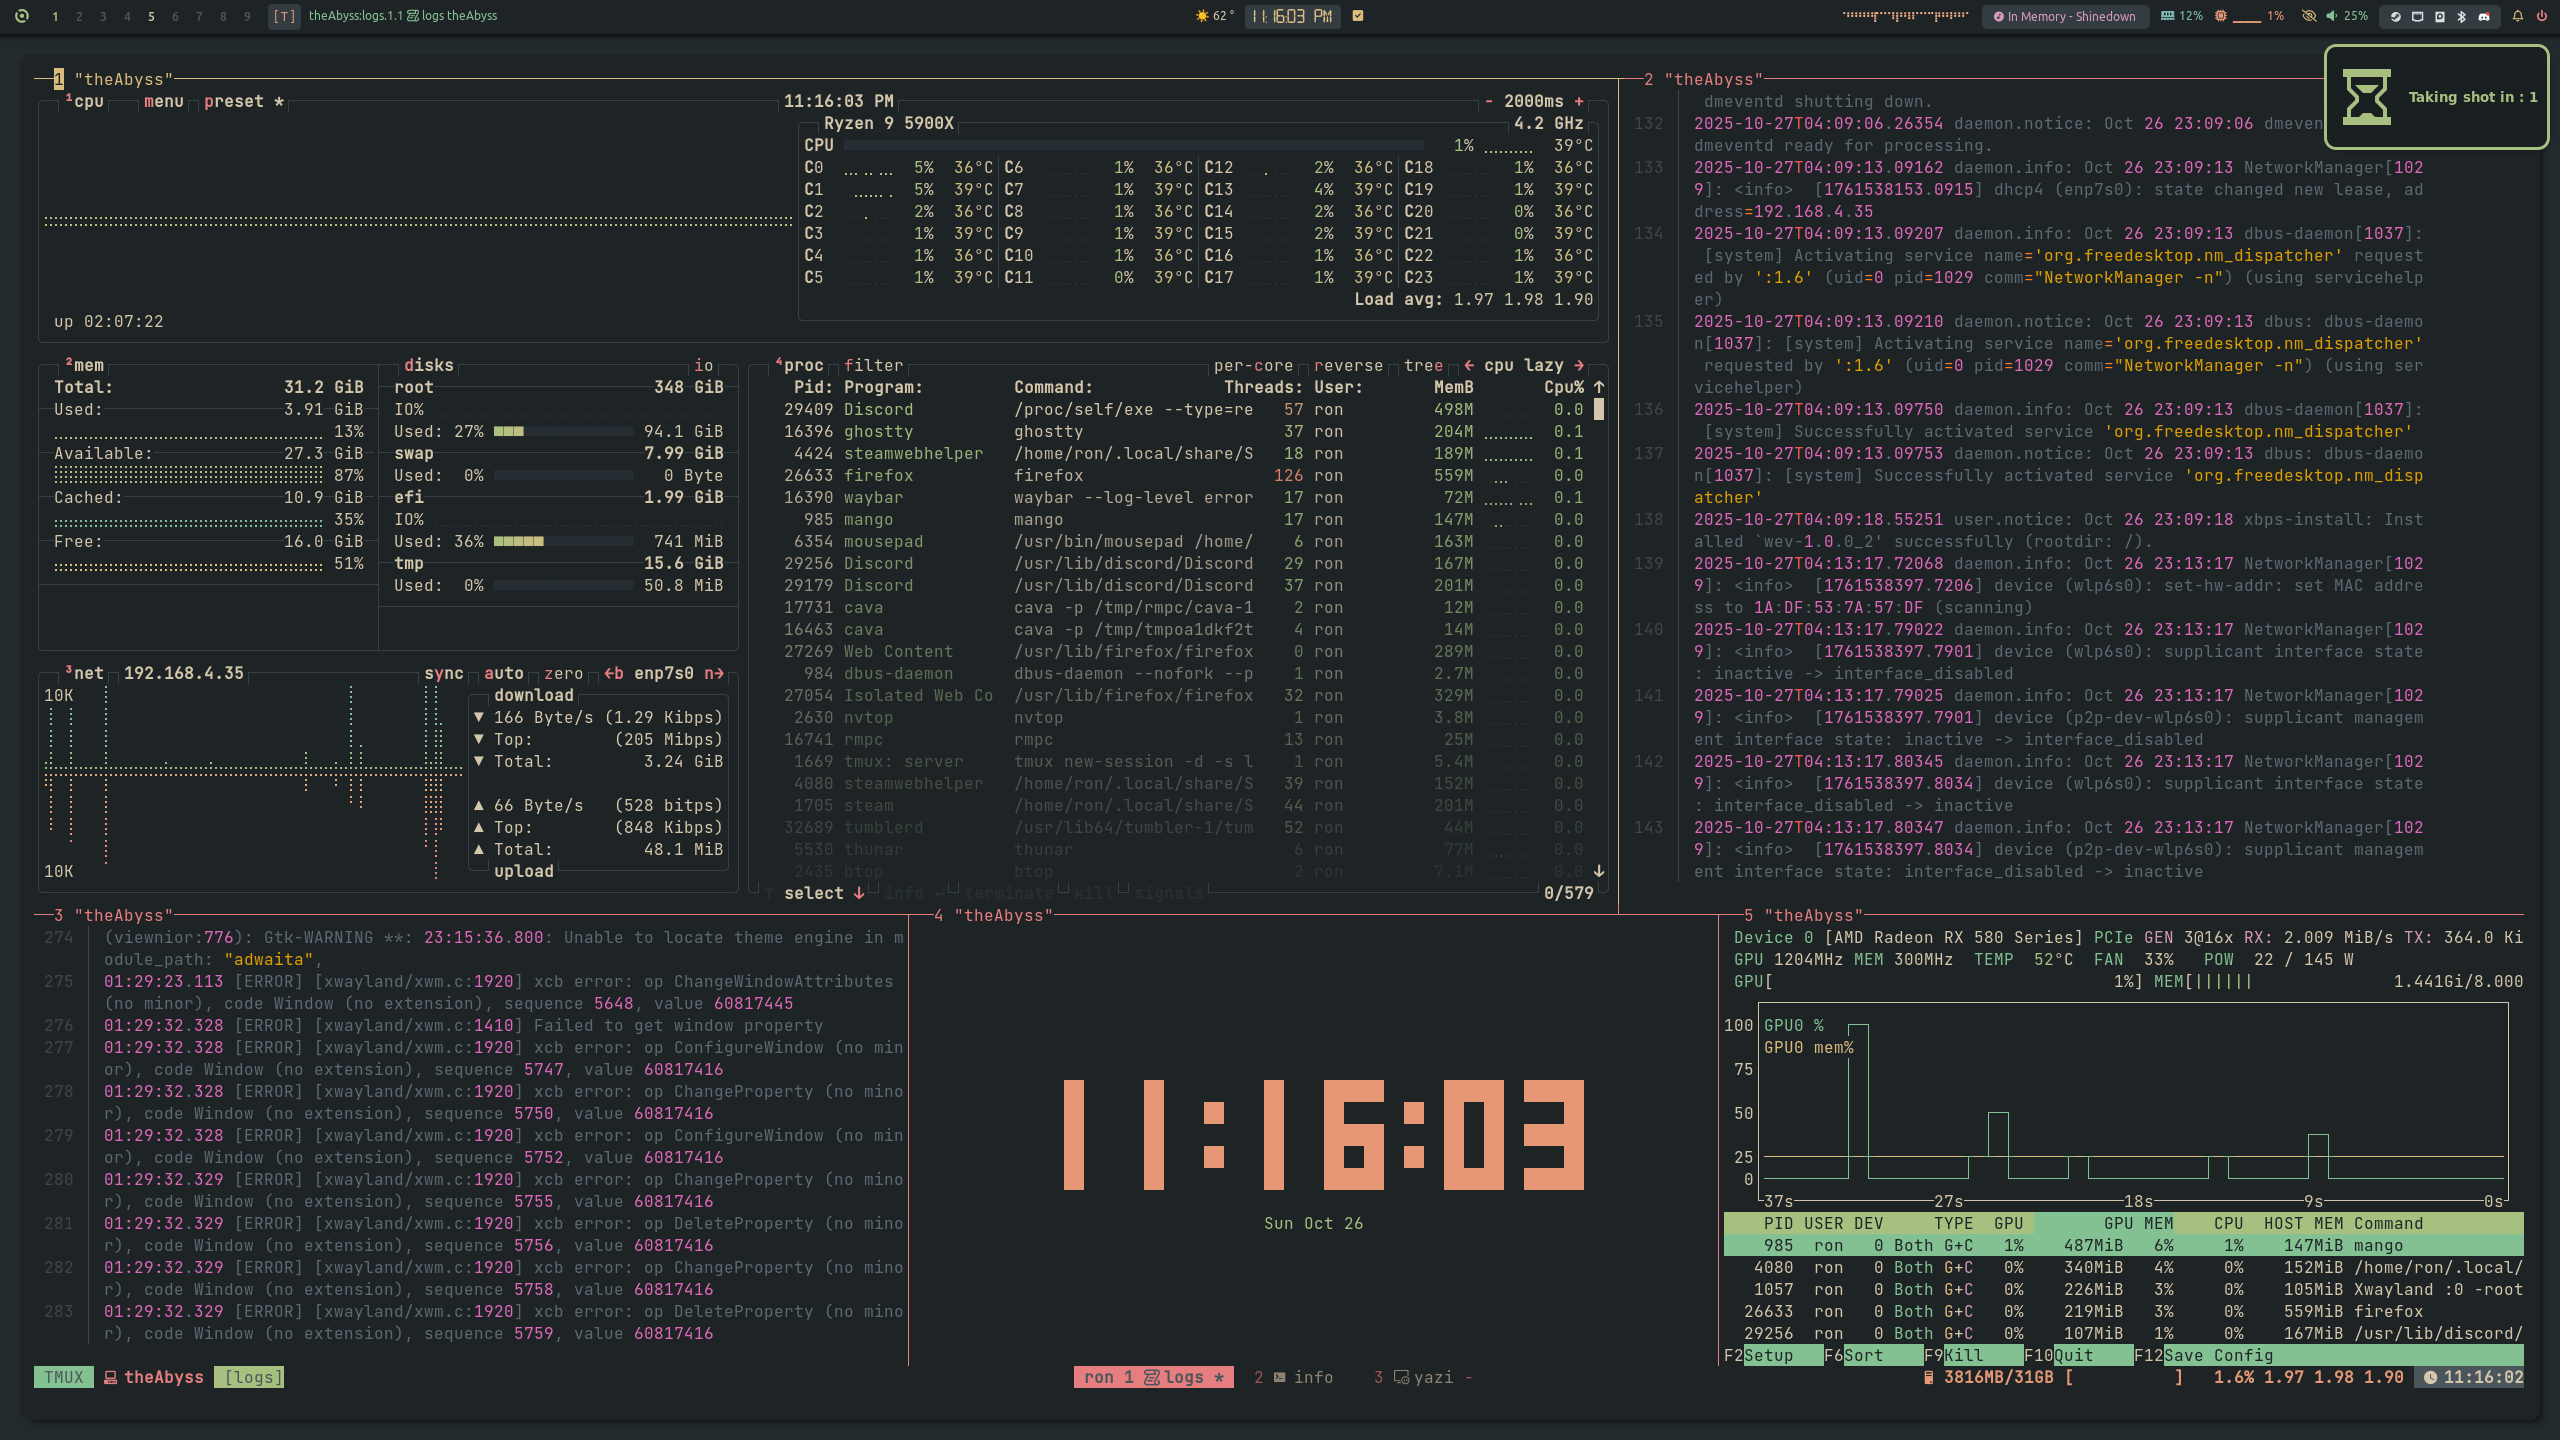 1 2 3 4 5 6 7 8 9 [T] theAbyss:logs.1.1 logs theAbyss
62° 11:16:03 PM
In Memory - Shinedown 12% 1% 25%
Taking shot in : 1
1 "theAbyss"
¹cpu menu preset * 11:16:03 PM - 2000ms +
Ryzen 9 5900X 4.2 GHz
CPU 1% 39°C
C0 5% 36°C C6 1% 36°C C12 2% 36°C C18 1% 36°C
C1 5% 39°C C7 1% 39°C C13 4% 39°C C19 1% 39°C
C2 2% 36°C C8 1% 36°C C14 2% 36°C C20 0% 36°C
C3 1% 39°C C9 1% 39°C C15 2% 39°C C21 0% 39°C
C4 1% 36°C C10 1% 36°C C16 1% 36°C C22 1% 36°C
C5 1% 39°C C11 0% 39°C C17 1% 39°C C23 1% 39°C
Load avg: 1.97 1.98 1.90
up 02:07:22
²mem
Total: 31.2 GiB
Used: 3.91 GiB
13%
Available: 27.3 GiB
87%
Cached: 10.9 GiB
35%
Free: 16.0 GiB
51%
disks io
root 348 GiB
IO%
Used: 27% 94.1 GiB
swap 7.99 GiB
Used: 0% 0 Byte
efi 1.99 GiB
IO%
Used: 36% 741 MiB
tmp 15.6 GiB
Used: 0% 50.8 MiB
³net 192.168.4.35 sync auto zero ←b enp7s0 n→
10K
10K
download
▼ 166 Byte/s (1.29 Kibps)
▼ Top: (205 Mibps)
▼ Total: 3.24 GiB
▲ 66 Byte/s (528 bitps)
▲ Top: (848 Kibps)
▲ Total: 48.1 MiB
upload
⁴proc filter per-core reverse tree ← cpu lazy →
Pid: Program: Command: Threads: User: MemB Cpu% ↑
29409 Discord /proc/self/exe --type=re 57 ron 498M 0.0
16396 ghostty ghostty 37 ron 204M 0.1
4424 steamwebhelper /home/ron/.local/share/S 18 ron 189M 0.1
26633 firefox firefox 126 ron 559M 0.0
16390 waybar waybar --log-level error 17 ron 72M 0.1
985 mango mango 17 ron 147M 0.0
6354 mousepad /usr/bin/mousepad /home/ 6 ron 163M 0.0
29256 Discord /usr/lib/discord/Discord 29 ron 167M 0.0
29179 Discord /usr/lib/discord/Discord 37 ron 201M 0.0
17731 cava cava -p /tmp/rmpc/cava-1 2 ron 12M 0.0
16463 cava cava -p /tmp/tmpoa1dkf2t 4 ron 14M 0.0
27269 Web Content /usr/lib/firefox/firefox 0 ron 289M 0.0
984 dbus-daemon dbus-daemon --nofork --p 1 ron 2.7M 0.0
27054 Isolated Web Co /usr/lib/firefox/firefox 32 ron 329M 0.0
2630 nvtop nvtop 1 ron 3.8M 0.0
16741 rmpc rmpc 13 ron 25M 0.0
1669 tmux: server tmux new-session -d -s l 1 ron 5.4M 0.0
4080 steamwebhelper /home/ron/.local/share/S 39 ron 152M 0.0
1705 steam /home/ron/.local/share/S 44 ron 201M 0.0
32689 tumblerd /usr/lib64/tumbler-1/tum 52 ron 44M 0.0
5530 thunar thunar 6 ron 77M 0.0
2435 btop btop 2 ron 7.1M 0.0 ↓
↑ select ↓ info ↵ terminate kill signals 0/579
2 "theAbyss"
dmeventd shutting down.
132 2025-10-27T04:09:06.26354 daemon.notice: Oct 26 23:09:06 dmeven
dmeventd ready for processing.
133 2025-10-27T04:09:13.09162 daemon.info: Oct 26 23:09:13 NetworkManager[102
9]: <info> [1761538153.0915] dhcp4 (enp7s0): state changed new lease, ad
dress=192.168.4.35
134 2025-10-27T04:09:13.09207 daemon.info: Oct 26 23:09:13 dbus-daemon[1037]:
[system] Activating service name='org.freedesktop.nm_dispatcher' request
ed by ':1.6' (uid=0 pid=1029 comm="NetworkManager -n") (using servicehelp
er)
135 2025-10-27T04:09:13.09210 daemon.notice: Oct 26 23:09:13 dbus: dbus-daemo
n[1037]: [system] Activating service name='org.freedesktop.nm_dispatcher'
requested by ':1.6' (uid=0 pid=1029 comm="NetworkManager -n") (using ser
vicehelper)
136 2025-10-27T04:09:13.09750 daemon.info: Oct 26 23:09:13 dbus-daemon[1037]:
[system] Successfully activated service 'org.freedesktop.nm_dispatcher'
137 2025-10-27T04:09:13.09753 daemon.notice: Oct 26 23:09:13 dbus: dbus-daemo
n[1037]: [system] Successfully activated service 'org.freedesktop.nm_disp
atcher'
138 2025-10-27T04:09:18.55251 user.notice: Oct 26 23:09:18 xbps-install: Inst
alled `wev-1.0.0_2' successfully (rootdir: /).
139 2025-10-27T04:13:17.72068 daemon.info: Oct 26 23:13:17 NetworkManager[102
9]: <info> [1761538397.7206] device (wlp6s0): set-hw-addr: set MAC addre
ss to 1A:DF:53:7A:57:DF (scanning)
140 2025-10-27T04:13:17.79022 daemon.info: Oct 26 23:13:17 NetworkManager[102
9]: <info> [1761538397.7901] device (wlp6s0): supplicant interface state
: inactive -> interface_disabled
141 2025-10-27T04:13:17.79025 daemon.info: Oct 26 23:13:17 NetworkManager[102
9]: <info> [1761538397.7901] device (p2p-dev-wlp6s0): supplicant managem
ent interface state: inactive -> interface_disabled
142 2025-10-27T04:13:17.80345 daemon.info: Oct 26 23:13:17 NetworkManager[102
9]: <info> [1761538397.8034] device (wlp6s0): supplicant interface state
: interface_disabled -> inactive
143 2025-10-27T04:13:17.80347 daemon.info: Oct 26 23:13:17 NetworkManager[102
9]: <info> [1761538397.8034] device (p2p-dev-wlp6s0): supplicant managem
ent interface state: interface_disabled -> inactive
3 "theAbyss"
274 (viewnior:776): Gtk-WARNING **: 23:15:36.800: Unable to locate theme engine in m
odule_path: "adwaita",
275 01:29:23.113 [ERROR] [xwayland/xwm.c:1920] xcb error: op ChangeWindowAttributes
(no minor), code Window (no extension), sequence 5648, value 60817445
276 01:29:32.328 [ERROR] [xwayland/xwm.c:1410] Failed to get window property
277 01:29:32.328 [ERROR] [xwayland/xwm.c:1920] xcb error: op ConfigureWindow (no min
or), code Window (no extension), sequence 5747, value 60817416
278 01:29:32.328 [ERROR] [xwayland/xwm.c:1920] xcb error: op ChangeProperty (no mino
r), code Window (no extension), sequence 5750, value 60817416
279 01:29:32.328 [ERROR] [xwayland/xwm.c:1920] xcb error: op ConfigureWindow (no min
or), code Window (no extension), sequence 5752, value 60817416
280 01:29:32.329 [ERROR] [xwayland/xwm.c:1920] xcb error: op ChangeProperty (no mino
r), code Window (no extension), sequence 5755, value 60817416
281 01:29:32.329 [ERROR] [xwayland/xwm.c:1920] xcb error: op DeleteProperty (no mino
r), code Window (no extension), sequence 5756, value 60817416
282 01:29:32.329 [ERROR] [xwayland/xwm.c:1920] xcb error: op ChangeProperty (no mino
r), code Window (no extension), sequence 5758, value 60817416
283 01:29:32.329 [ERROR] [xwayland/xwm.c:1920] xcb error: op DeleteProperty (no mino
r), code Window (no extension), sequence 5759, value 60817416
4 "theAbyss"
11:16:03
Sun Oct 26
5 "theAbyss"
Device 0 [AMD Radeon RX 580 Series] PCIe GEN 3@16x RX: 2.009 MiB/s TX: 364.0 Ki
GPU 1204MHz MEM 300MHz TEMP 52°C FAN 33% POW 22 / 145 W
GPU[ 1%] MEM[|||||| 1.441Gi/8.000
100 GPU0 %
GPU0 mem%
75
50
25
0
37s 27s 18s 9s 0s
PID USER DEV TYPE GPU GPU MEM CPU HOST MEM Command
985 ron 0 Both G+C 1% 487MiB 6% 1% 147MiB mango
4080 ron 0 Both G+C 0% 340MiB 4% 0% 152MiB /home/ron/.local/
1057 ron 0 Both G+C 0% 226MiB 3% 0% 105MiB Xwayland :0 -root
26633 ron 0 Both G+C 0% 219MiB 3% 0% 559MiB firefox
29256 ron 0 Both G+C 0% 107MiB 1% 0% 167MiB /usr/lib/discord/
F2Setup F6Sort F9Kill F10Quit F12Save Config
TMUX theAbyss [logs] ron 1 logs * 2 info 3 yazi - 3816MB/31GB [ ] 1.6% 1.97 1.98 1.90 11:16:02